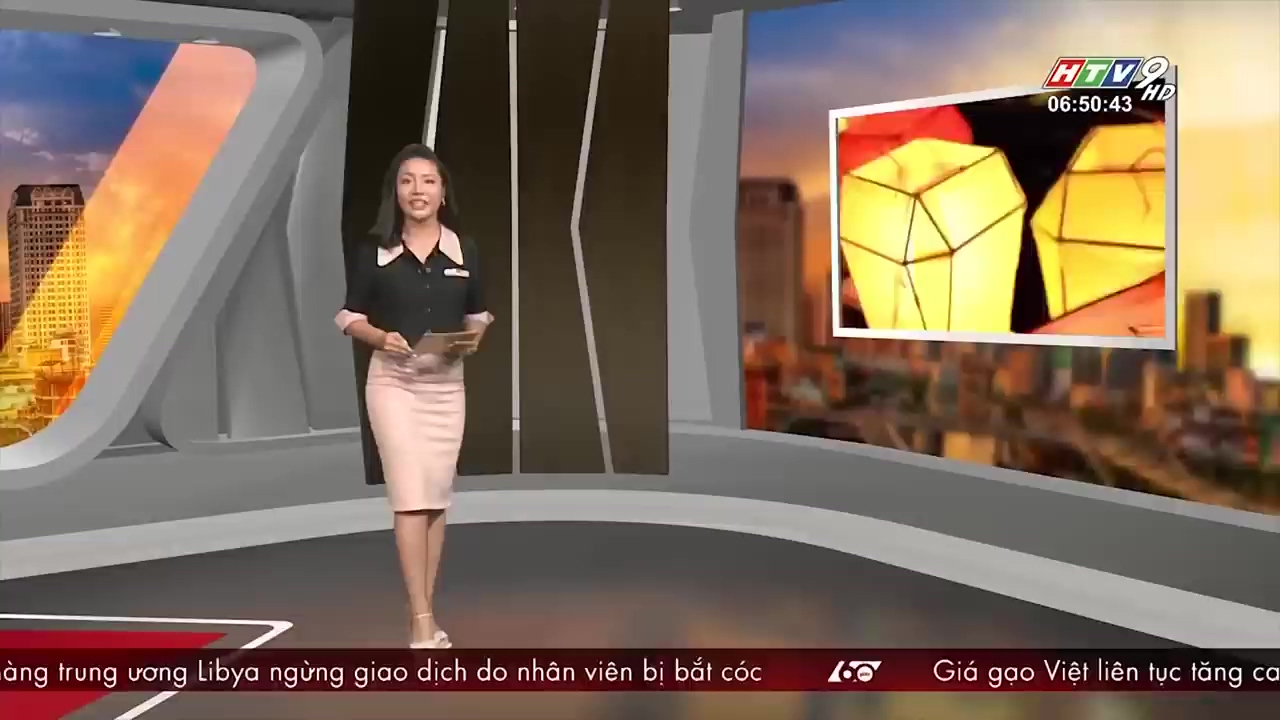 HTV9
HD
06:50:43
àng trung ương Libya ngừng giao dịch do nhân viên bị bắt cóc 60 Giá gạo Việt liên tục tăng ca